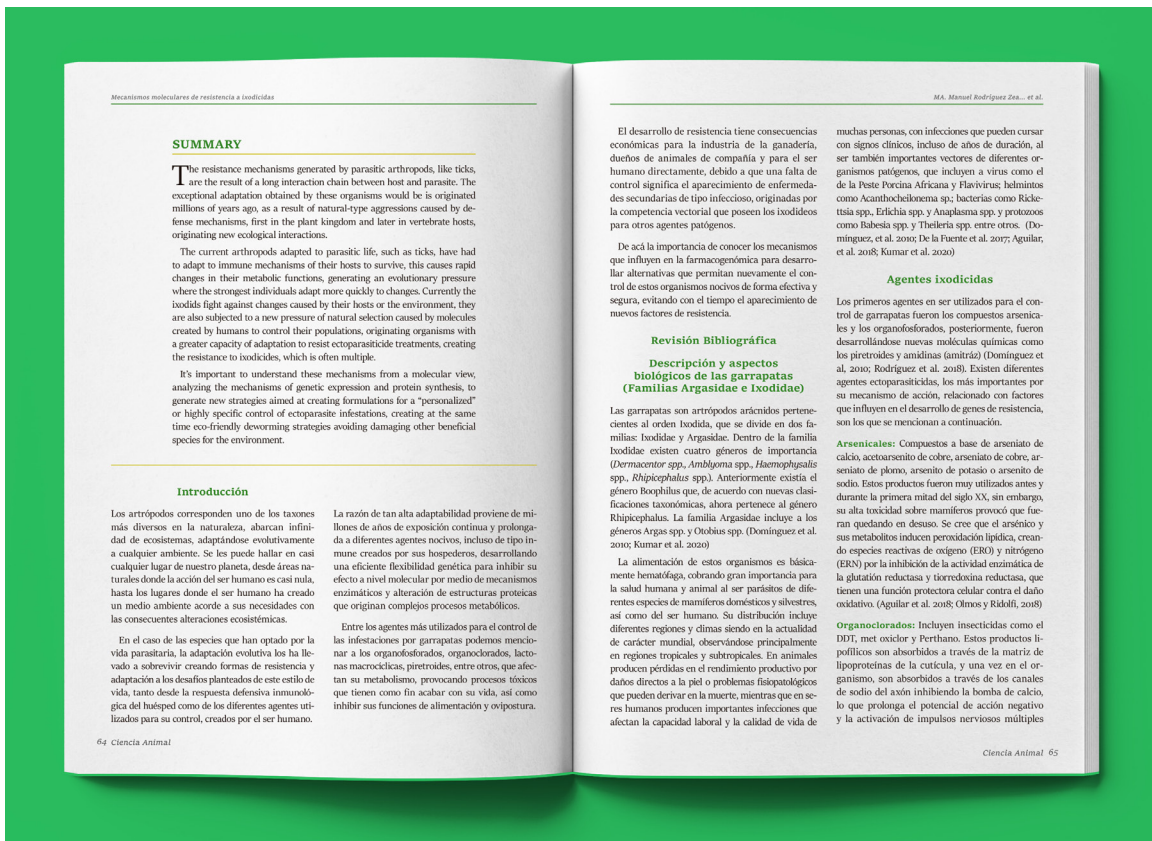 Mecanismos moleculares de resistencia a ixodicidas
SUMMARY
The resistance mechanisms generated by parasitic arthropods, like ticks,
are the result of a long interaction chain between host and parasite. The
exceptional adaptation obtained by these organisms would be is originated
millions of years ago, as a result of natural-type aggressions caused by de-
fense mechanisms, first in the plant kingdom and later in vertebrate hosts,
originating new ecological interactions.
The current arthropods adapted to parasitic life, such as ticks, have had
to adapt to immune mechanisms of their hosts to survive, this causes rapid
changes in their metabolic functions, generating an evolutionary pressure
where the strongest individuals adapt more quickly to changes. Currently the
ixodids fight against changes caused by their hosts or the environment, they
are also subjected to a new pressure of natural selection caused by molecules
created by humans to control their populations, originating organisms with
a greater capacity of adaptation to resist ectoparasiticide treatments, creating
the resistance to ixodicides, which is often multiple.
It's important to understand these mechanisms from a molecular view,
analyzing the mechanisms of genetic expression and protein synthesis, to
generate new strategies aimed at creating formulations for a “personalized”
or highly specific control of ectoparasite infestations, creating at the same
time eco-friendly deworming strategies avoiding damaging other beneficial
species for the environment.
Introducción
Los artrópodos corresponden uno de los taxones
más diversos en la naturaleza, abarcan infini-
dad de ecosistemas, adaptándose evolutivamente
a cualquier ambiente. Se les puede hallar en casi
cualquier lugar de nuestro planeta, desde áreas na-
turales donde la acción del ser humano es casi nula,
hasta los lugares donde el ser humano ha creado
un medio ambiente acorde a sus necesidades con
las consecuentes alteraciones ecosistémicas.
En el caso de las especies que han optado por la
vida parasitaria, la adaptación evolutiva los ha lle-
vado a sobrevivir creando formas de resistencia y
adaptación a los desafíos planteados de este estilo de
vida, tanto desde la respuesta defensiva inmunoló-
gica del huésped como de los diferentes agentes uti-
lizados para su control, creados por el ser humano.
La razón de tan alta adaptabilidad proviene de mi-
llones de años de exposición continua y prolonga-
da a diferentes agentes nocivos, incluso de tipo in-
mune creados por sus hospederos, desarrollando
una eficiente flexibilidad genética para inhibir su
efecto a nivel molecular por medio de mecanismos
enzimáticos y alteración de estructuras proteicas
que originan complejos procesos metabólicos.
Entre los agentes más utilizados para el control de
las infestaciones por garrapatas podemos mencio-
nar a los organofosforados, organoclorados, lacto-
nas macrocíclicas, piretroides, entre otros, que afec-
tan su metabolismo, provocando procesos tóxicos
que tienen como fin acabar con su vida, así como
inhibir sus funciones de alimentación y ovipostura.
64 Ciencia Animal
MA. Manuel Rodríguez Zea... et al.
El desarrollo de resistencia tiene consecuencias
económicas para la industria de la ganadería,
dueños de animales de compañía y para el ser
humano directamente, debido a que una falta de
control significa el aparecimiento de enfermeda-
des secundarias de tipo infeccioso, originadas por
la competencia vectorial que poseen los ixodideos
para otros agentes patógenos.
De acá la importancia de conocer los mecanismos
que influyen en la farmacogenómica para desarro-
llar alternativas que permitan nuevamente el con-
trol de estos organismos nocivos de forma efectiva y
segura, evitando con el tiempo el aparecimiento de
nuevos factores de resistencia.
Revisión Bibliográfica
Descripción y aspectos
biológicos de las garrapatas
(Familias Argasidae e Ixodidae)
Las garrapatas son artrópodos arácnidos pertene-
cientes al orden Ixodida, que se divide en dos fa-
milias: Ixodidae y Argasidae. Dentro de la familia
Ixodidae existen cuatro géneros de importancia
(Dermacentor spp., Amblyoma spp., Haemophysalis
spp., Rhipicephalus spp.). Anteriormente existía el
género Boophilus que, de acuerdo con nuevas clasi-
ficaciones taxonómicas, ahora pertenece al género
Rhipicephalus. La familia Argasidae incluye a los
géneros Argas spp. y Otobius spp. (Domínguez et al.
2010; Kumar et al. 2020)
La alimentación de estos organismos es básica-
mente hematófaga, cobrando gran importancia para
la salud humana y animal al ser parásitos de dife-
rentes especies de mamíferos domésticos y silvestres,
así como del ser humano. Su distribución incluye
diferentes regiones y climas siendo en la actualidad
de carácter mundial, observándose principalmente
en regiones tropicales y subtropicales. En animales
producen pérdidas en el rendimiento productivo por
daños directos a la piel o problemas fisiopatológicos
que pueden derivar en la muerte, mientras que en se-
res humanos producen importantes infecciones que
afectan la capacidad laboral y la calidad de vida de
muchas personas, con infecciones que pueden cursar
con signos clínicos, incluso de años de duración, al
ser también importantes vectores de diferentes or-
ganismos patógenos, que incluyen a virus como el
de la Peste Porcina Africana y Flavivirus; helmintos
como Acanthocheilonema sp.; bacterias como Ricke-
ttsia spp., Erlichia spp. y Anaplasma spp. y protozoos
como Babesia spp. y Theileria spp. entre otros. (Do-
mínguez, et al. 2010; De la Fuente et al. 2017; Aguilar,
et al. 2018; Kumar et al. 2020)
Agentes ixodicidas
Los primeros agentes en ser utilizados para el con-
trol de garrapatas fueron los compuestos arsenica-
les y los organofosforados, posteriormente, fueron
desarrollándose nuevas moléculas químicas como
los piretroides y amidinas (amitráz) (Domínguez et
al, 2010; Rodríguez et al. 2018). Existen diferentes
agentes ectoparasiticidas, los más importantes por
su mecanismo de acción, relacionado con factores
que influyen en el desarrollo de genes de resistencia,
son los que se mencionan a continuación.
Arsenicales: Compuestos a base de arseniato de
calcio, acetoarsenito de cobre, arseniato de cobre, ar-
seniato de plomo, arsenito de potasio o arsenito de
sodio. Estos productos fueron muy utilizados antes y
durante la primera mitad del siglo XX, sin embargo,
su alta toxicidad sobre mamíferos provocó que fue-
ran quedando en desuso. Se cree que el arsénico y
sus metabolitos inducen peroxidación lipídica, crean-
do especies reactivas de oxígeno (ERO) y nitrógeno
(ERN) por la inhibición de la actividad enzimática de
la glutatión reductasa y tiorredoxina reductasa, que
tienen una función protectora celular contra el daño
oxidativo. (Aguilar et al. 2018; Olmos y Ridolfi, 2018)
Organoclorados: Incluyen insecticidas como el
DDT, met oxiclor y Perthano. Estos productos li-
pofílicos son absorbidos a través de la matriz de
lipoproteínas de la cutícula, y una vez en el or-
ganismo, son absorbidos a través de los canales
de sodio del axón inhibiendo la bomba de calcio,
lo que prolonga el potencial de acción negativo
y la activación de impulsos nerviosos múltiples
Ciencia Animal 65